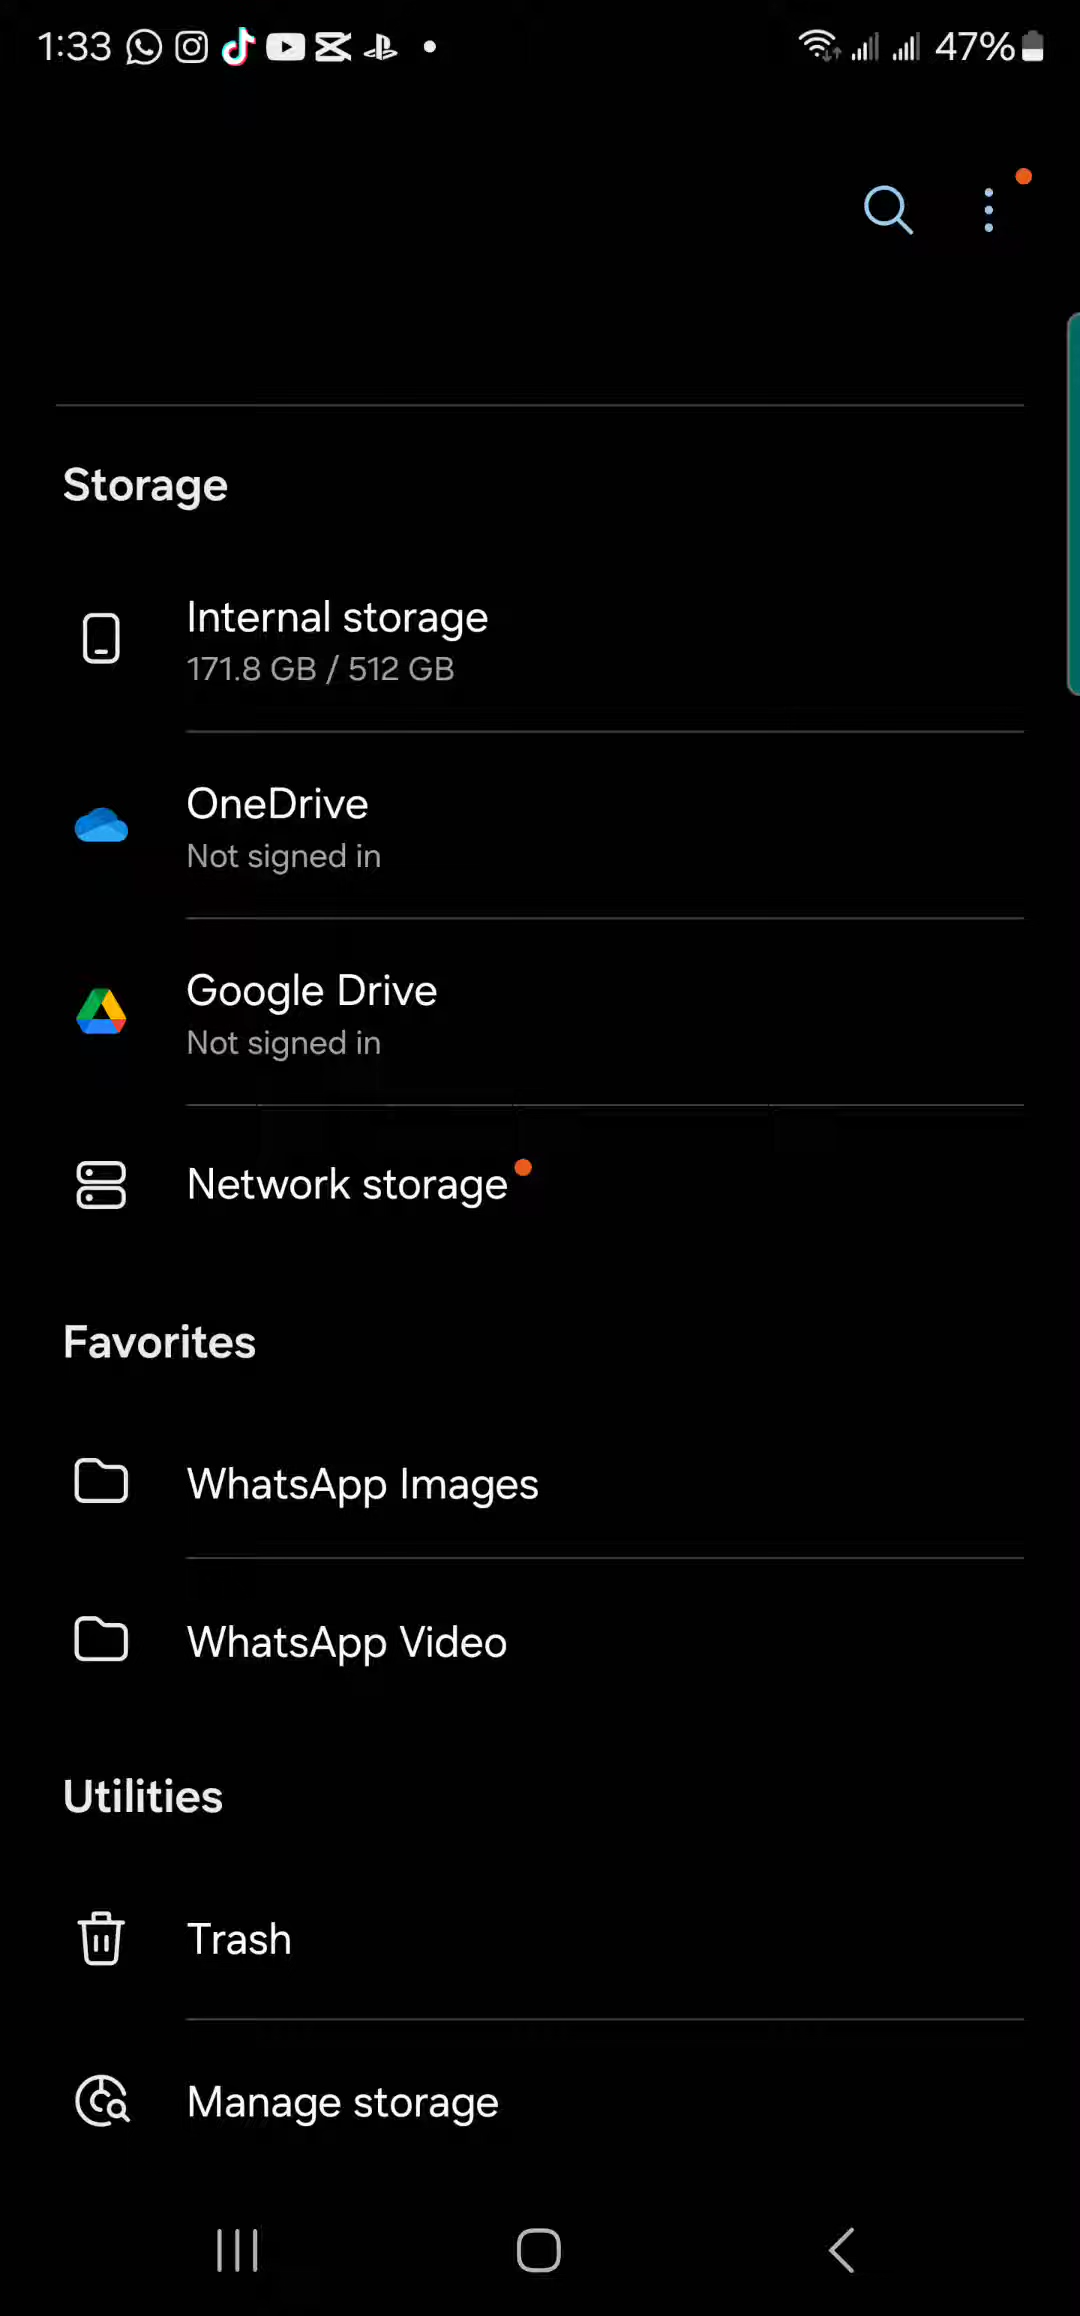 1:33 47%
Storage
Internal storage
171.8 GB / 512 GB
OneDrive
Not signed in
Google Drive
Not signed in
Network storage
Favorites
WhatsApp Images
WhatsApp Video
Utilities
Trash
Manage storage